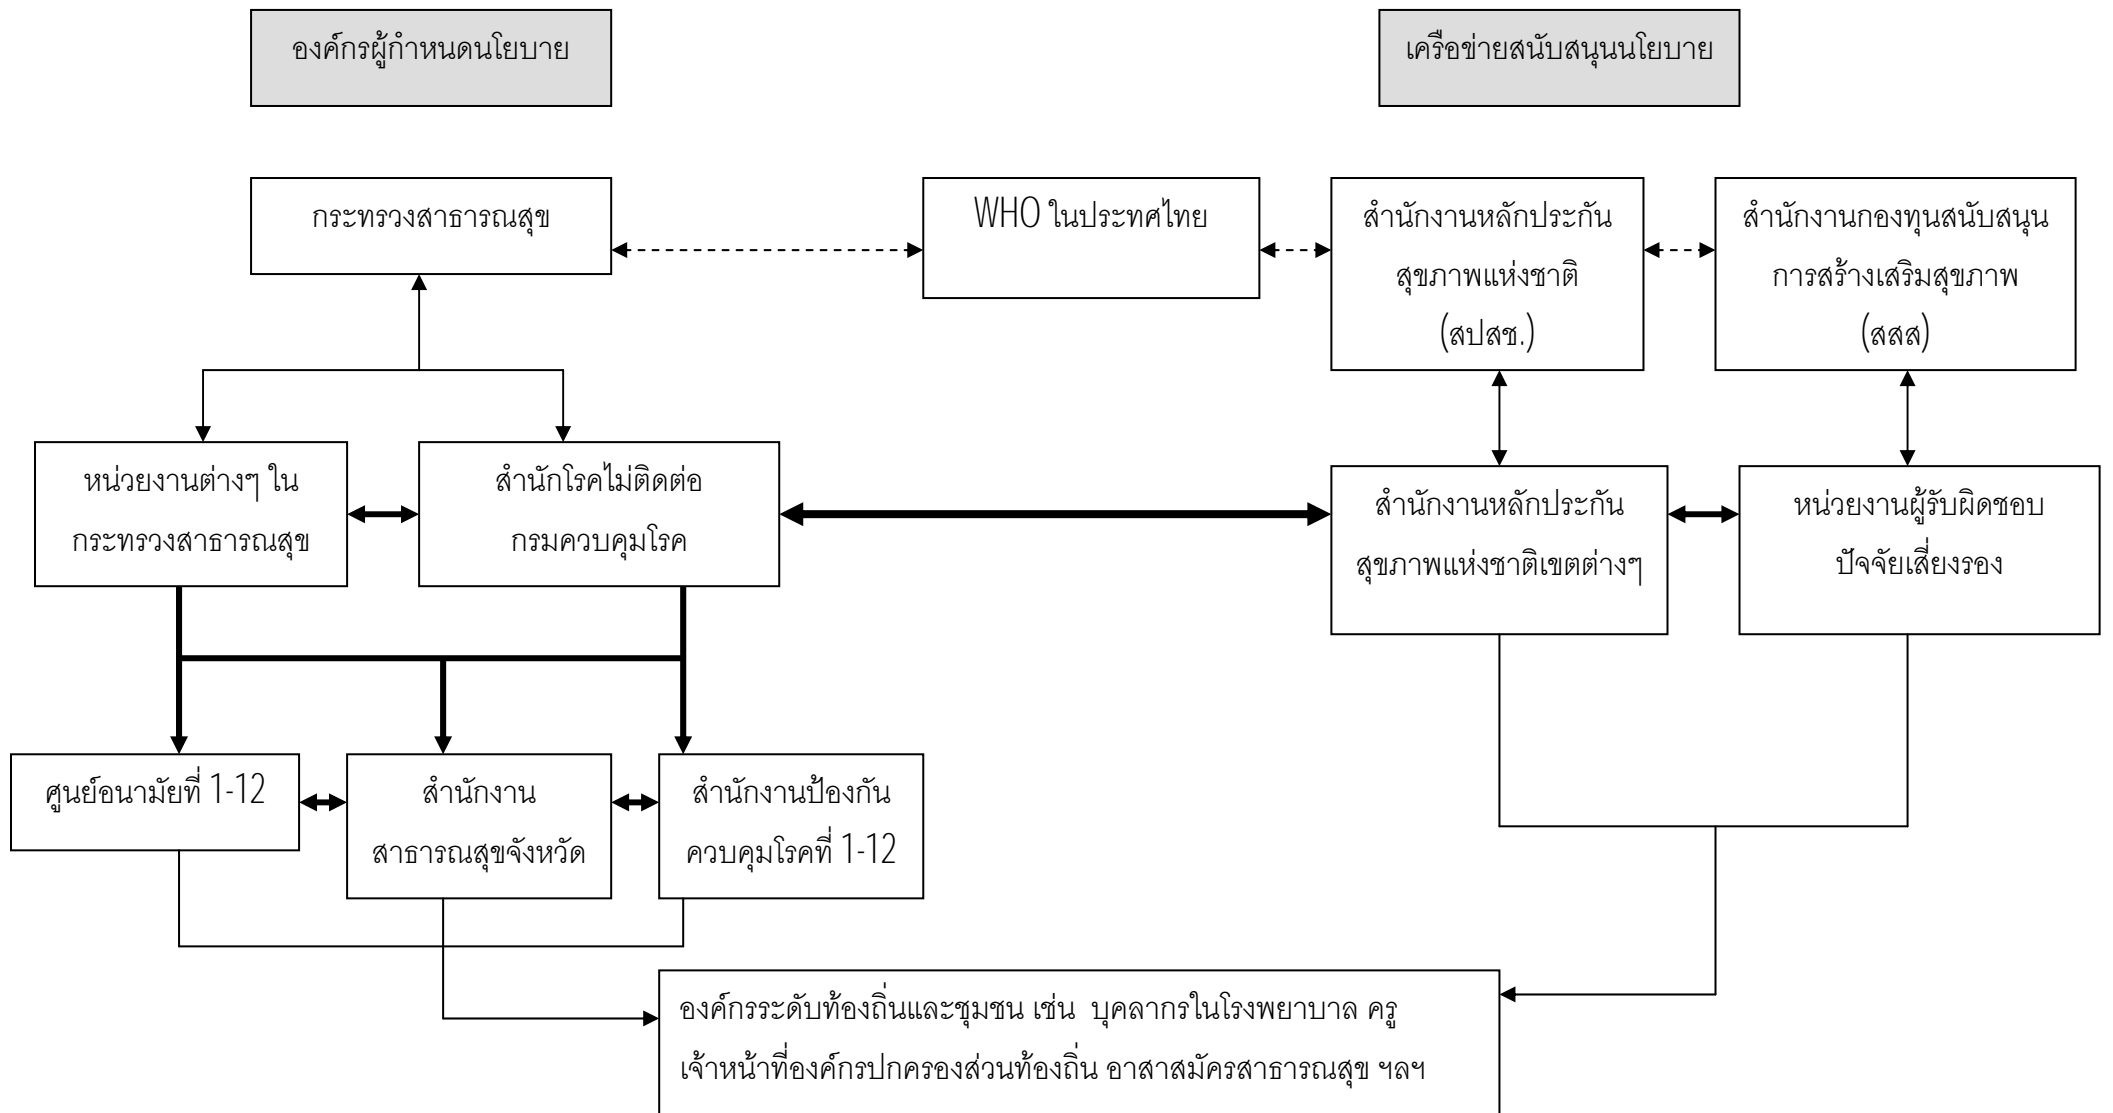 องค์กรผู้กำหนดนโยบาย
เครือข่ายสนับสนุนนโยบาย
กระทรวงสาธารณสุข
WHO ในประทศไทย
สำนักงานหลักประกัน
สุขภาพแห่งชาติ
(สปสช.)
สำนักงานกองทุนสนับสนุน
การสร้างเสริมสุขภาพ
(สสส)
หน่วยงานต่างๆ ใน
กระทรวงสาธารณสุข
สำนักโรคไม่ติดต่อ
กรมควบคุมโรค
สำนักงานหลักประกัน
สุขภาพแห่งชาติเขตต่างๆ
หน่วยงานผู้รับผิดชอบ
ปัจจัยเสี่ยงรอง
ศูนย์อนามัยที่ 1-12
สำนักงาน
สาธารณสุขจังหวัด
สำนักงานป้องกัน
ควบคุมโรคที่ 1-12
องค์กรระดับท้องถิ่นและชุมชน เช่น บุคลากรในโรงพยาบาล ครู
เจ้าหน้าที่องค์กรปกครองส่วนท้องถิ่น อาสาสมัครสาธารณสุข ฯลฯ